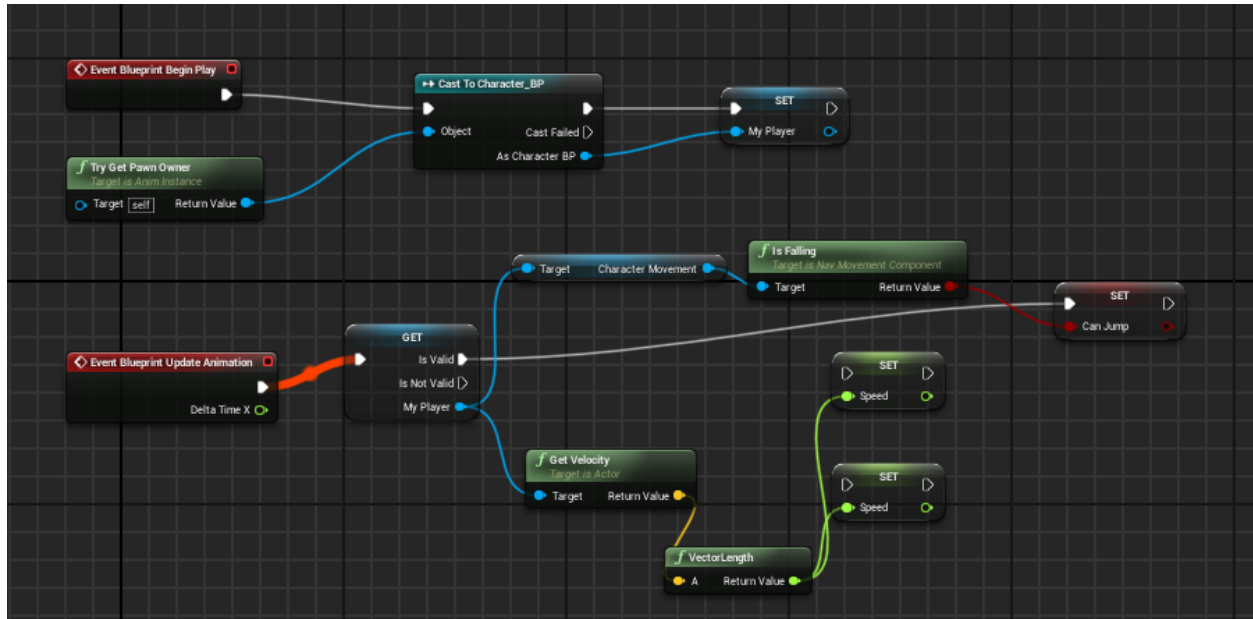 Event Blueprint Begin Play
Cast To Character_BP
Object
Cast Failed
As Character BP
SET
My Player
f Try Get Pawn Owner
Target is Anim Instance
Target self Return Value
Target Character Movement
f Is Falling
Target is Nav Movement Component
Target Return Value
SET
Can Jump
Event Blueprint Update Animation
Delta Time X
GET
Is Valid
Is Not Valid
My Player
SET
Speed
f Get Velocity
Target is Actor
Target Return Value
SET
Speed
f VectorLength
A Return Value